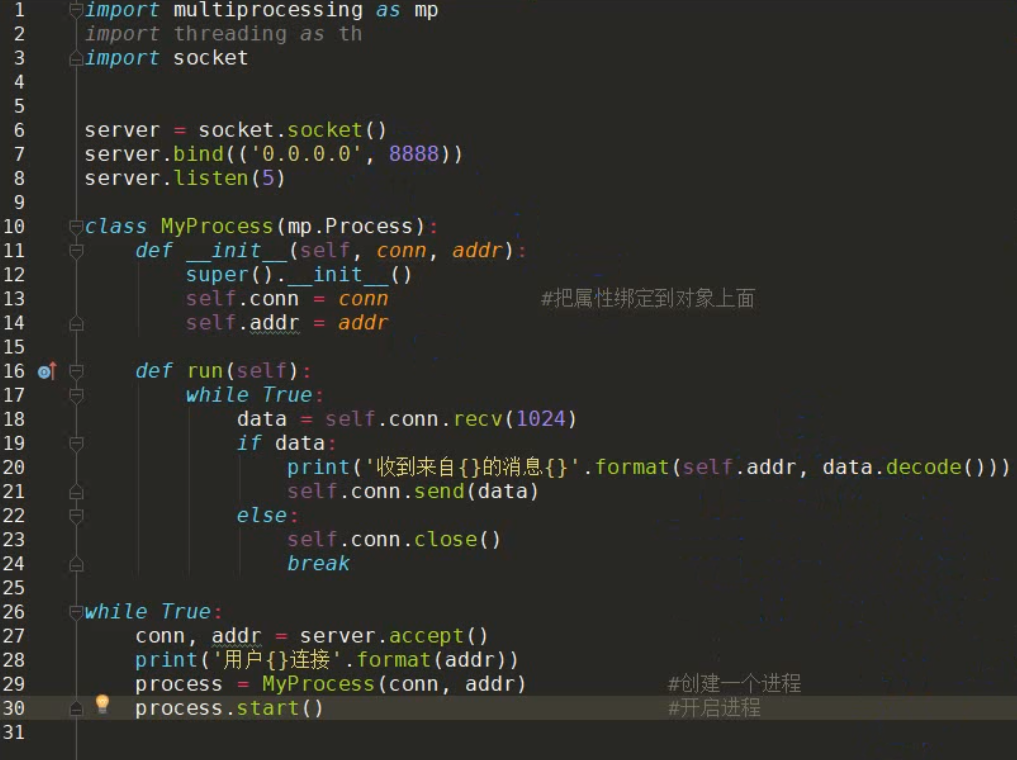 1 import multiprocessing as mp
2 import threading as th
3 import socket
4
5
6 server = socket.socket()
7 server.bind(('0.0.0.0', 8888))
8 server.listen(5)
9
10 class MyProcess(mp.Process):
11     def __init__(self, conn, addr):
12         super().__init__()
13         self.conn = conn            #把属性绑定到对象上面
14         self.addr = addr
15
16     def run(self):
17         while True:
18             data = self.conn.recv(1024)
19             if data:
20                 print('收到来自{}的消息{}'.format(self.addr, data.decode()))
21                 self.conn.send(data)
22             else:
23                 self.conn.close()
24                 break
25
26 while True:
27     conn, addr = server.accept()
28     print('用户{}连接'.format(addr))
29     process = MyProcess(conn, addr)           #创建一个进程
30     process.start()                           #开启进程
31